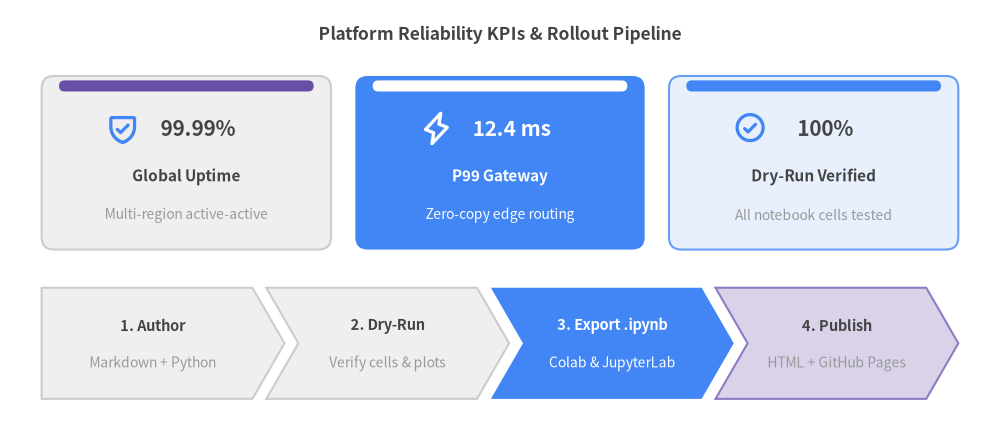 Platform Reliability KPIs & Rollout Pipeline
99.99%
Global Uptime
Multi-region active-active
12.4 ms
P99 Gateway
Zero-copy edge routing
100%
Dry-Run Verified
All notebook cells tested
1. Author
Markdown + Python
2. Dry-Run
Verify cells & plots
3. Export .ipynb
Colab & JupyterLab
4. Publish
HTML + GitHub Pages